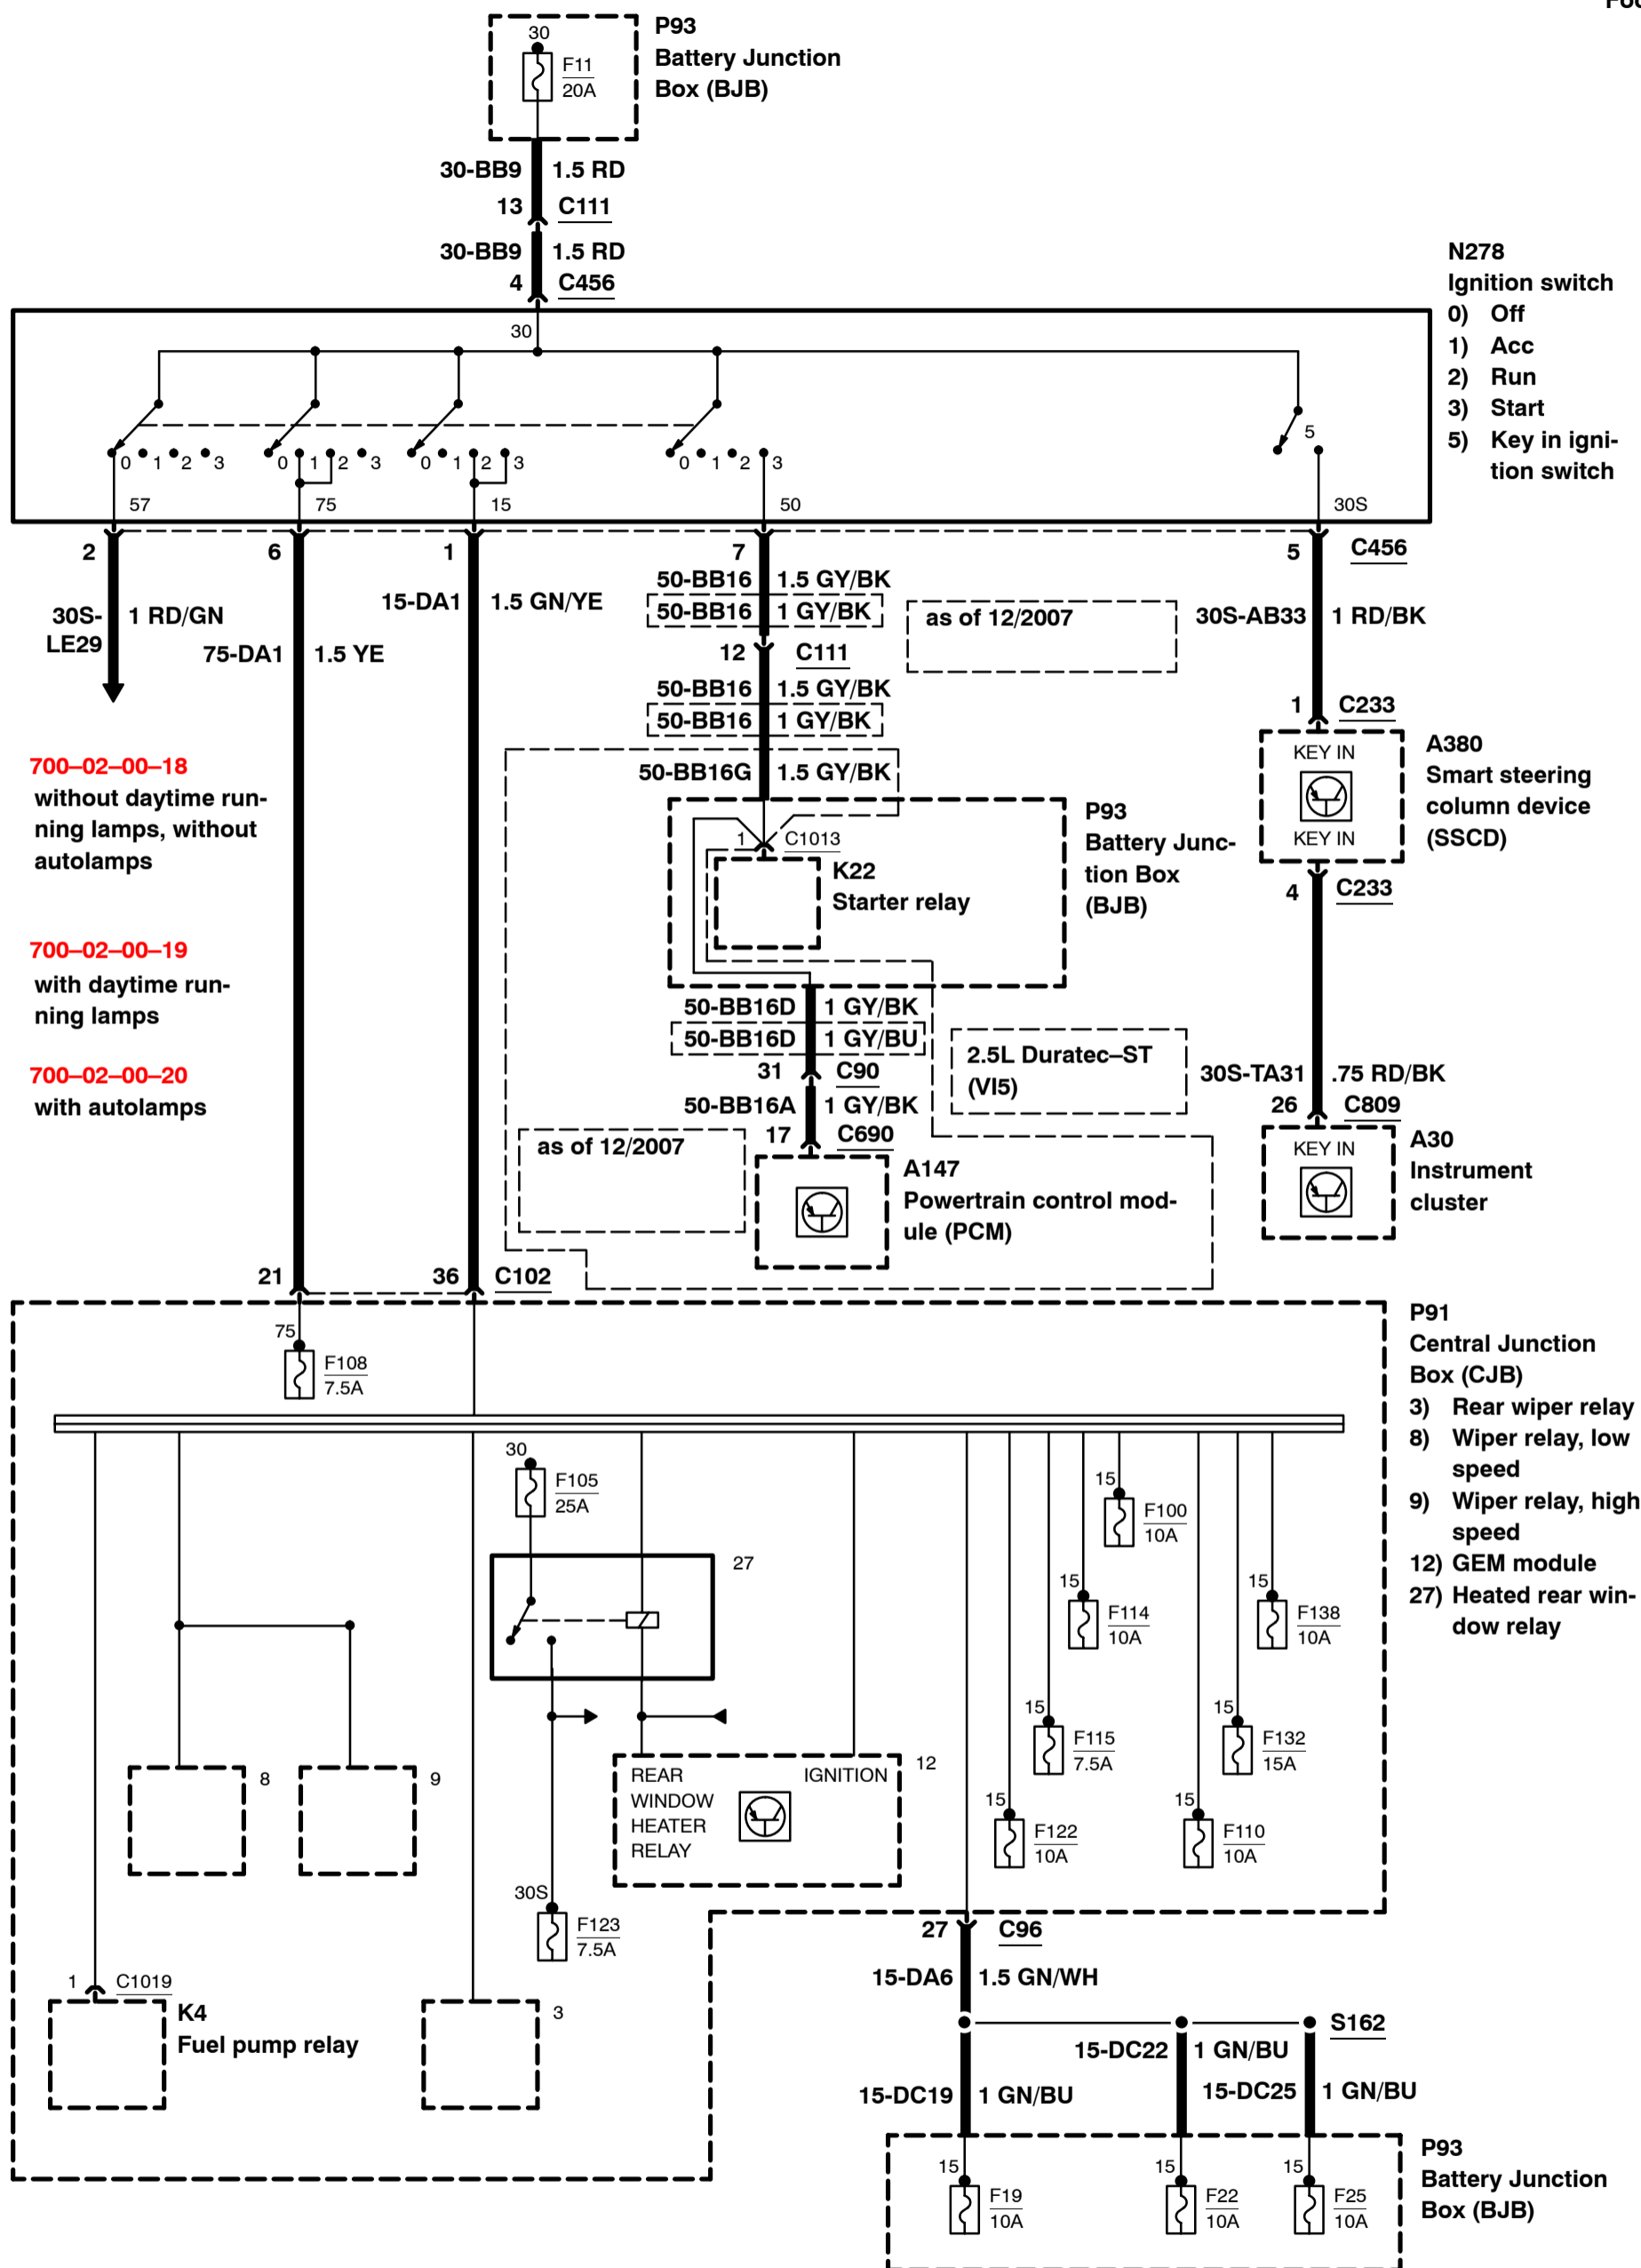 30
F11
20A
P93
Battery Junction
Box (BJB)
30-BB9 1.5 RD
13 C111
30-BB9 1.5 RD
4 C456
N278
Ignition switch
0) Off
1) Acc
2) Run
3) Start
5) Key in igni-
tion switch
30
0 1 2 3
0 1 2 3
0 1 2 3
0 1 2 3
5
57 75 15 50 30S
2 6 1 7 5 C456
30S-
LE29
1 RD/GN
75-DA1 1.5 YE
15-DA1 1.5 GN/YE
50-BB16 1.5 GY/BK
50-BB16 1 GY/BK
as of 12/2007
30S-AB33 1 RD/BK
12 C111
50-BB16 1.5 GY/BK
50-BB16 1 GY/BK
50-BB16G 1.5 GY/BK
1 C233
KEY IN
KEY IN
A380
Smart steering
column device
(SSCD)
4 C233
700–02–00–18
without daytime run-
ning lamps, without
autolamps
700–02–00–19
with daytime run-
ning lamps
700–02–00–20
with autolamps
1 C1013
K22
Starter relay
P93
Battery Junc-
tion Box
(BJB)
50-BB16D 1 GY/BK
50-BB16D 1 GY/BU
31 C90
50-BB16A 1 GY/BK
17 C690
2.5L Duratec–ST
(VI5)
as of 12/2007
A147
Powertrain control mod-
ule (PCM)
30S-TA31 .75 RD/BK
26 C809
KEY IN
A30
Instrument
cluster
21 36 C102
P91
Central Junction
Box (CJB)
3) Rear wiper relay
8) Wiper relay, low
speed
9) Wiper relay, high
speed
12) GEM module
27) Heated rear win-
dow relay
75
F108
7.5A
30
F105
25A
27
15
F100
10A
15
F114
10A
15
F138
10A
15
F115
7.5A
15
F132
15A
15
F122
10A
15
F110
10A
8
9
12
REAR
WINDOW
HEATER
RELAY
IGNITION
30S
F123
7.5A
1 C1019
K4
Fuel pump relay
3
27 C96
15-DA6 1.5 GN/WH
S162
15-DC22 1 GN/BU
15-DC19 1 GN/BU
15-DC25 1 GN/BU
15
F19
10A
15
F22
10A
15
F25
10A
P93
Battery Junction
Box (BJB)